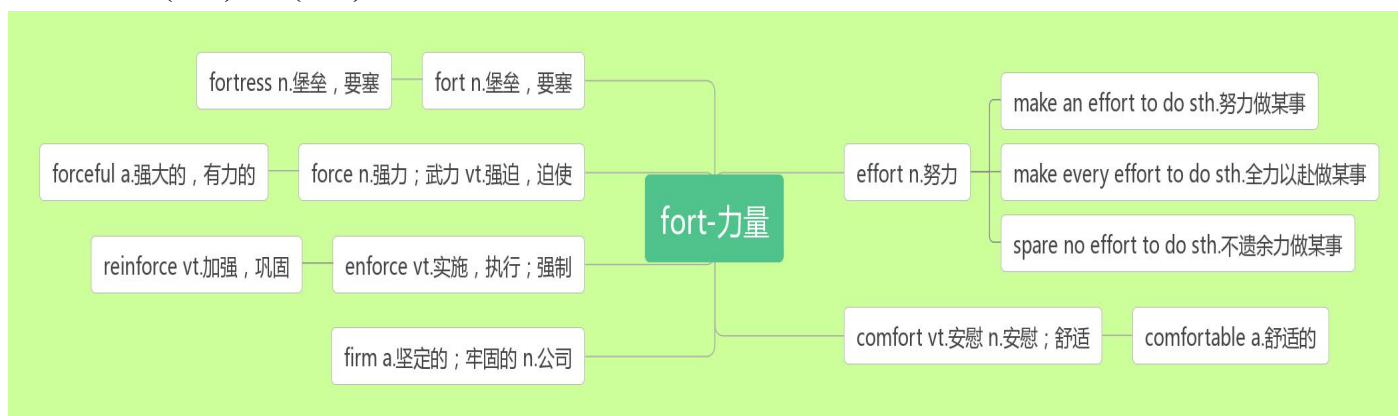 fortress n.堡垒，要塞
fort n.堡垒，要塞
forceful a.强大的，有力的
force n.强力；武力 vt.强迫，迫使
reinforce vt.加强，巩固
enforce vt.实施，执行；强制
firm a.坚定的；牢固的 n.公司
fort-力量
effort n.努力
make an effort to do sth.努力做某事
make every effort to do sth.全力以赴做某事
spare no effort to do sth.不遗余力做某事
comfort vt.安慰 n.安慰；舒适
comfortable a.舒适的